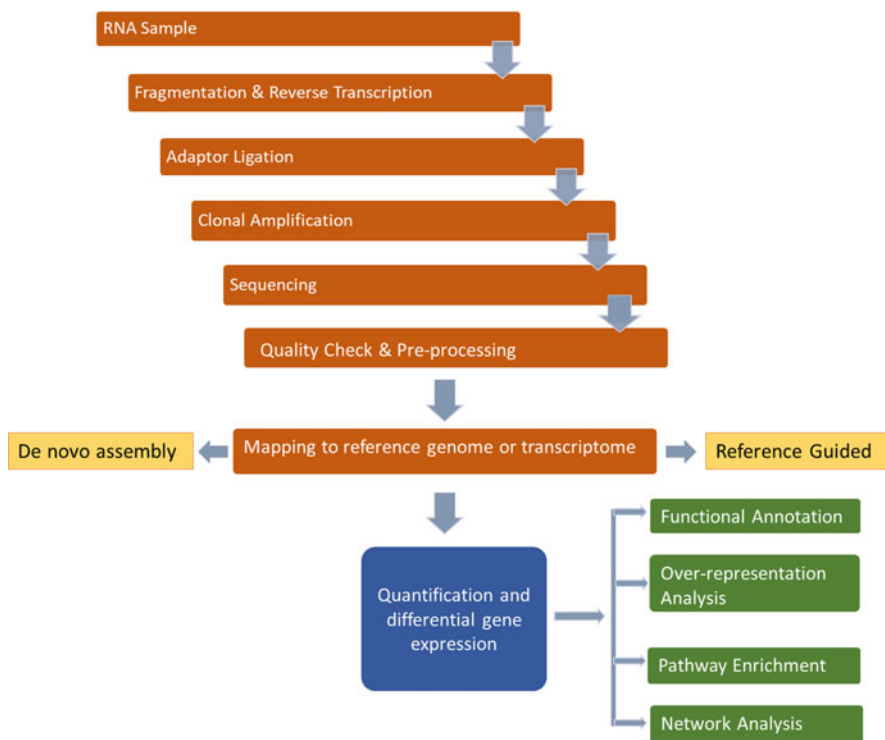 RNA Sample
Fragmentation & Reverse Transcription
Adaptor Ligation
Clonal Amplification
Sequencing
Quality Check & Pre-processing
De novo assembly
Mapping to reference genome or transcriptome
Reference Guided
Quantification and
differential gene
expression
Functional Annotation
Over-representation
Analysis
Pathway Enrichment
Network Analysis